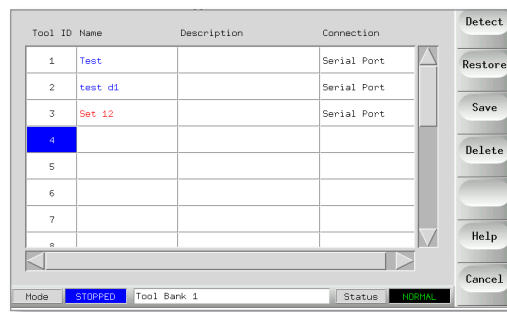 Tool ID Name Description Connection
1 Test Serial Port
2 test d1 Serial Port
3 Set 12 Serial Port
4
5
6
7
Mode STOPPED Tool Bank 1 Status NORMAL
Detect
Restore
Save
Delete
Help
Cancel